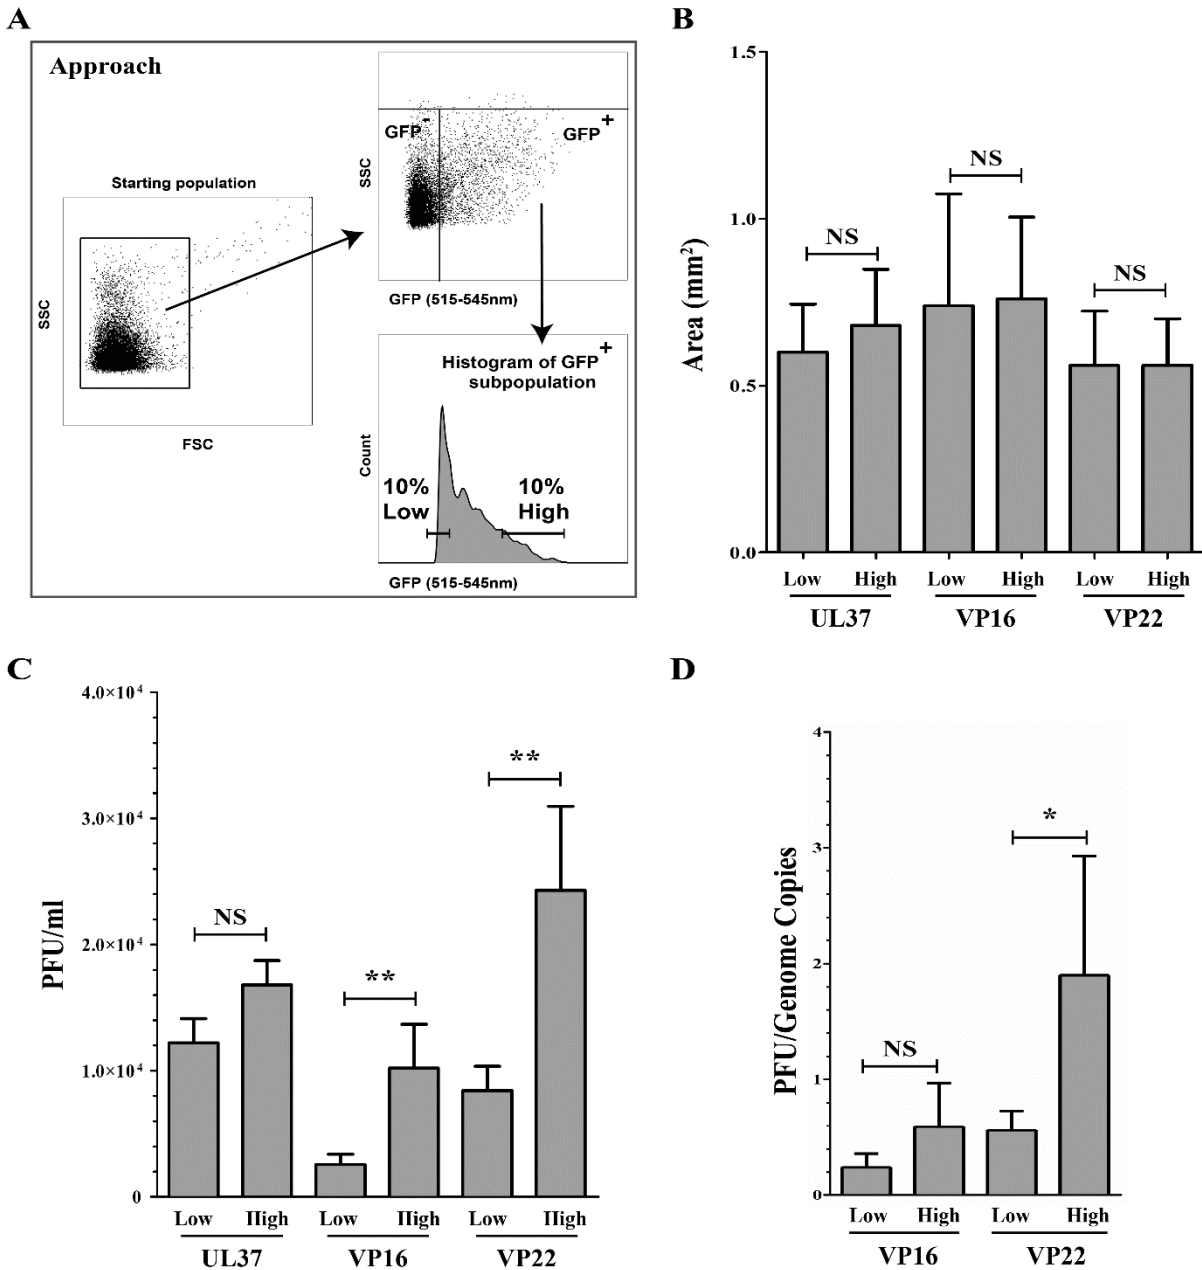 A
Approach
Starting population
SSC
FSC
SSC
GFP-
GFP+
GFP (515-545nm)
Histogram of GFP+
subpopulation
Count
10%
Low
10%
High
GFP (515-545nm)
B
Area (mm²)
1.5
1.0
0.5
0.0
NS
NS
NS
Low High Low High Low High
UL37 VP16 VP22
C
PFU/ml
4.0×10⁴
3.0×10⁴
2.0×10⁴
1.0×10⁴
0
NS
**
**
Low High Low High Low High
UL37 VP16 VP22
D
PFU/Genome Copies
4
3
2
1
0
NS
*
Low High Low High
VP16 VP22